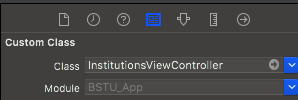 Custom Class
Class InstitutionsViewController
Module BSTU_App